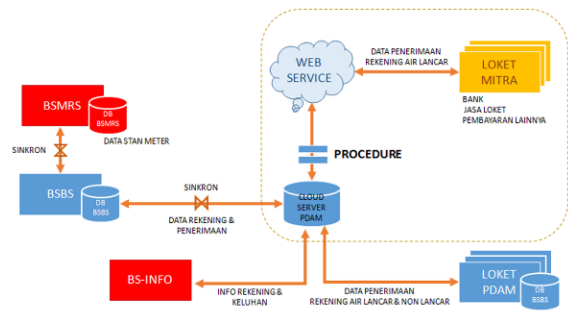 WEB
SERVICE
DATA PENERIMAAN
REKENING AIR LANCAR
LOKET
MITRA
BANK
JASA LOKET
PEMBAYARAN LAINNYA
BSMRS
DB
BSMRS
DATA STAN METER
SINKRON
PROCEDURE
BSBS
DB
BSBS
SINKRON
DATA REKENING &
PENERIMAAN
CLOUD
SERVER
PDAM
BS-INFO
INFO REKENING &
KELUHAN
DATA PENERIMAAN
REKENING AIR LANCAR & NON LANCAR
LOKET
PDAM
DB
BSBS